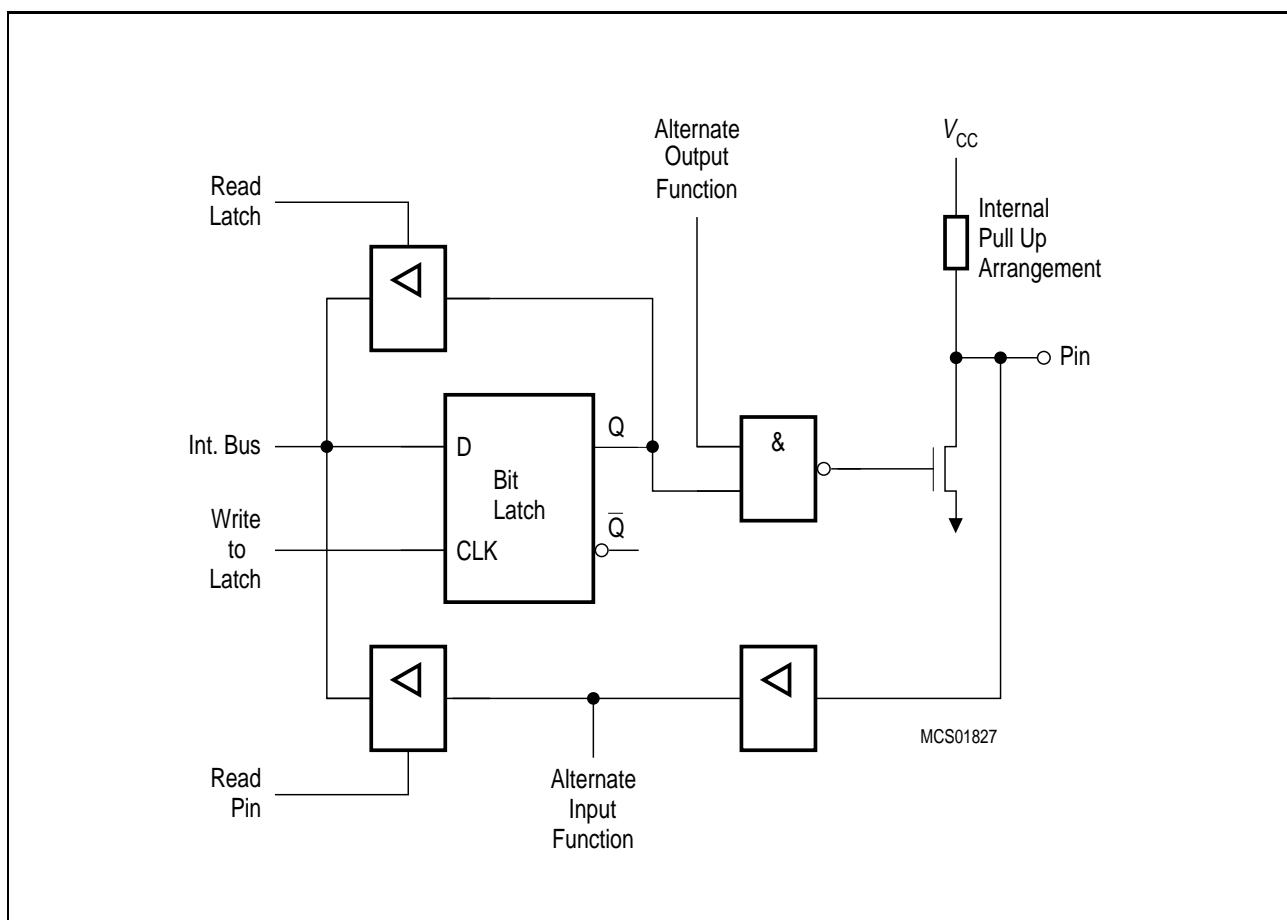 Alternate
Output
Function
V CC
Read
Latch
Internal
Pull Up
Arrangement
Pin
Int. Bus
D
Q
&
Bit
Latch
Q̅
Write
to
Latch
CLK
MCS01827
Read
Pin
Alternate
Input
Function